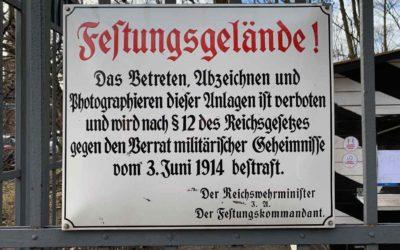 Festungsgelände!
Das Betreten, Abzeichnen und
Photographieren dieser Anlagen ist verboten
und wird nach § 12 des Reichsgesetzes
gegen den Verrat militärischer Geheimnisse
vom 3. Juni 1914 bestraft.
Der Reichswehrminister
I. A.
Der Festungskommandant.